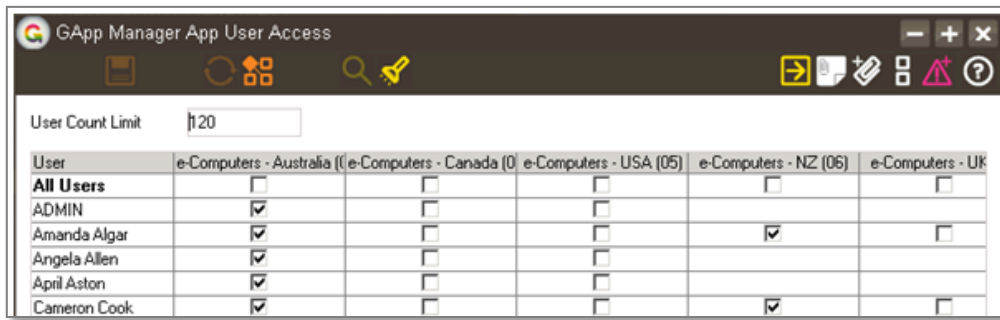 GApp Manager App User Access
User Count Limit 120
User e-Computers - Australia (0 e-Computers - Canada (0 e-Computers - USA (05) e-Computers - NZ (06) e-Computers - UK
All Users
ADMIN
Amanda Algar
Angela Allen
April Aston
Cameron Cook